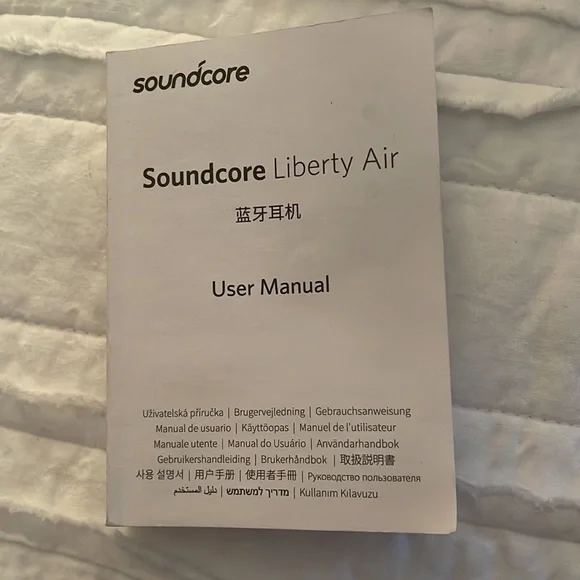 soundcore
Soundcore Liberty Air
蓝牙耳机
User Manual
Uživatelská příručka | Brugervejledning | Gebrauchsanweisung
Manual de usuario | Käyttöopas | Manuel de l'utilisateur
Manuale utente | Manual do Usuário | Användarhandbok
Gebruikershandleiding | Brukerhåndbok | 取扱説明書
사용 설명서 | 用户手册 | 使用者手冊 | Руководство пользователя
دليل المستخدم | מדריך למשתמש | Kullanım Kılavuzu